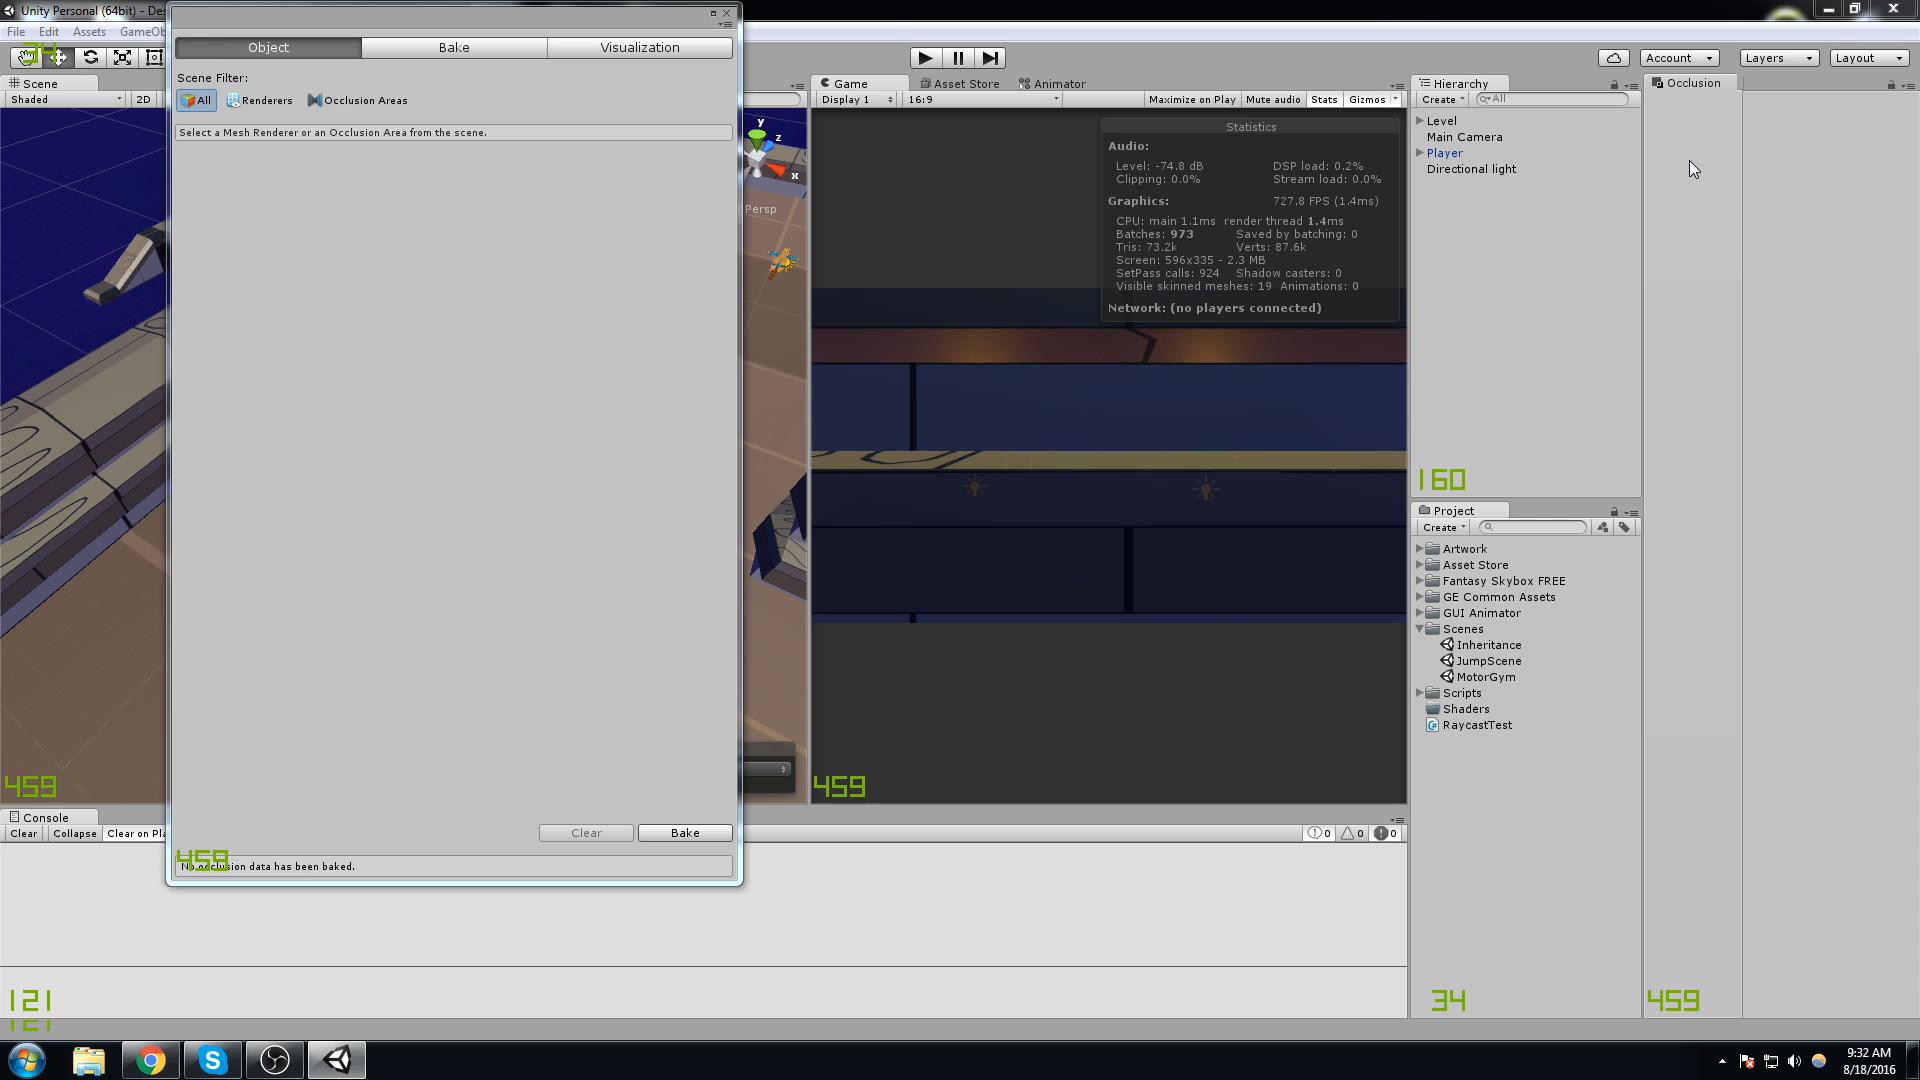 Unity Personal (64bit) - Des
File Edit Assets GameOb
34
Object Bake Visualization
Scene Filter:
All Renderers Occlusion Areas
Select a Mesh Renderer or an Occlusion Area from the scene.
Clear Bake
No occlusion data has been baked.
459
Scene
Shaded 2D
y
z
x
Persp
459
Account Layers Layout
Game Asset Store Animator
Display 1 16:9 Maximize on Play Mute audio Stats Gizmos
Statistics
Audio:
Level: -74.8 dB DSP load: 0.2%
Clipping: 0.0% Stream load: 0.0%
Graphics: 727.8 FPS (1.4ms)
CPU: main 1.1ms render thread 1.4ms
Batches: 973 Saved by batching: 0
Tris: 73.2k Verts: 87.6k
Screen: 596x335 - 2.3 MB
SetPass calls: 924 Shadow casters: 0
Visible skinned meshes: 19 Animations: 0
Network: (no players connected)
459
Hierarchy
Create All
Level
Main Camera
Player
Directional light
160
Occlusion
Project
Create
Artwork
Asset Store
Fantasy Skybox FREE
GE Common Assets
GUI Animator
Scenes
Inheritance
JumpScene
MotorGym
Scripts
Shaders
RaycastTest
34
459
Console
Clear Collapse Clear on Pla
0 0 0
121
121
9:32 AM
8/18/2016